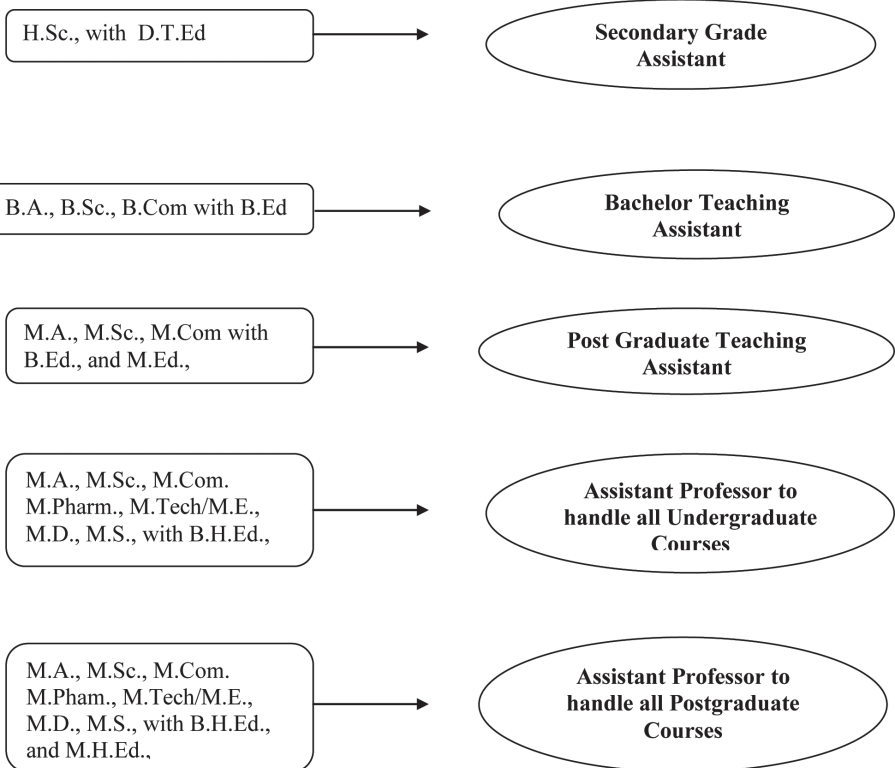 H.Sc., with D.T.Ed
Secondary Grade
Assistant
B.A., B.Sc., B.Com with B.Ed
Bachelor Teaching
Assistant
M.A., M.Sc., M.Com with
B.Ed., and M.Ed.,
Post Graduate Teaching
Assistant
M.A., M.Sc., M.Com.
M.Pharm., M.Tech/M.E.,
M.D., M.S., with B.H.Ed.,
Assistant Professor to
handle all Undergraduate
Courses
M.A., M.Sc., M.Com.
M.Pham., M.Tech/M.E.,
M.D., M.S., with B.H.Ed.,
and M.H.Ed.,
Assistant Professor to
handle all Postgraduate
Courses